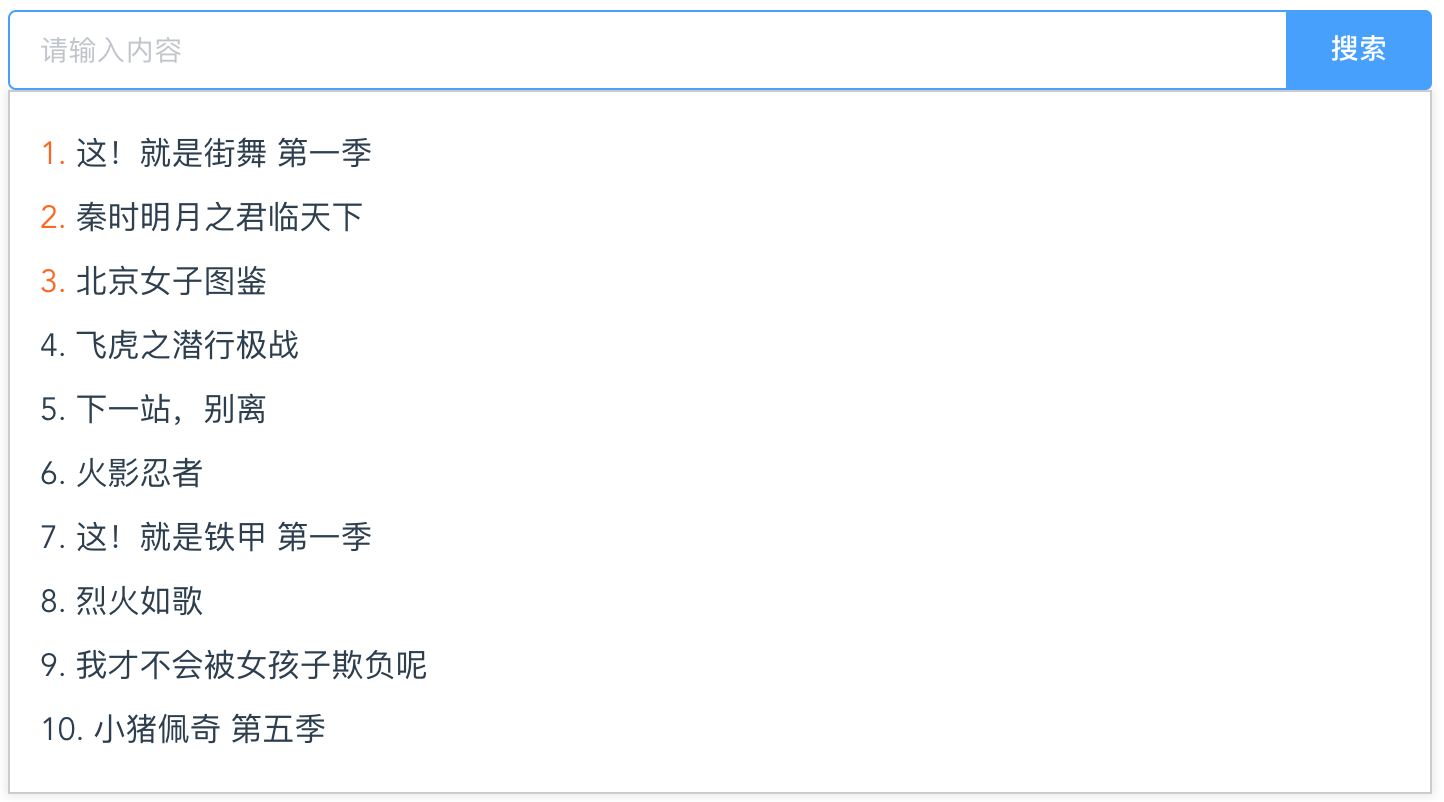 请输入内容
搜索
1. 这！就是街舞 第一季
2. 秦时明月之君临天下
3. 北京女子图鉴
4. 飞虎之潜行极战
5. 下一站，别离
6. 火影忍者
7. 这！就是铁甲 第一季
8. 烈火如歌
9. 我才不会被女孩子欺负呢
10. 小猪佩奇 第五季